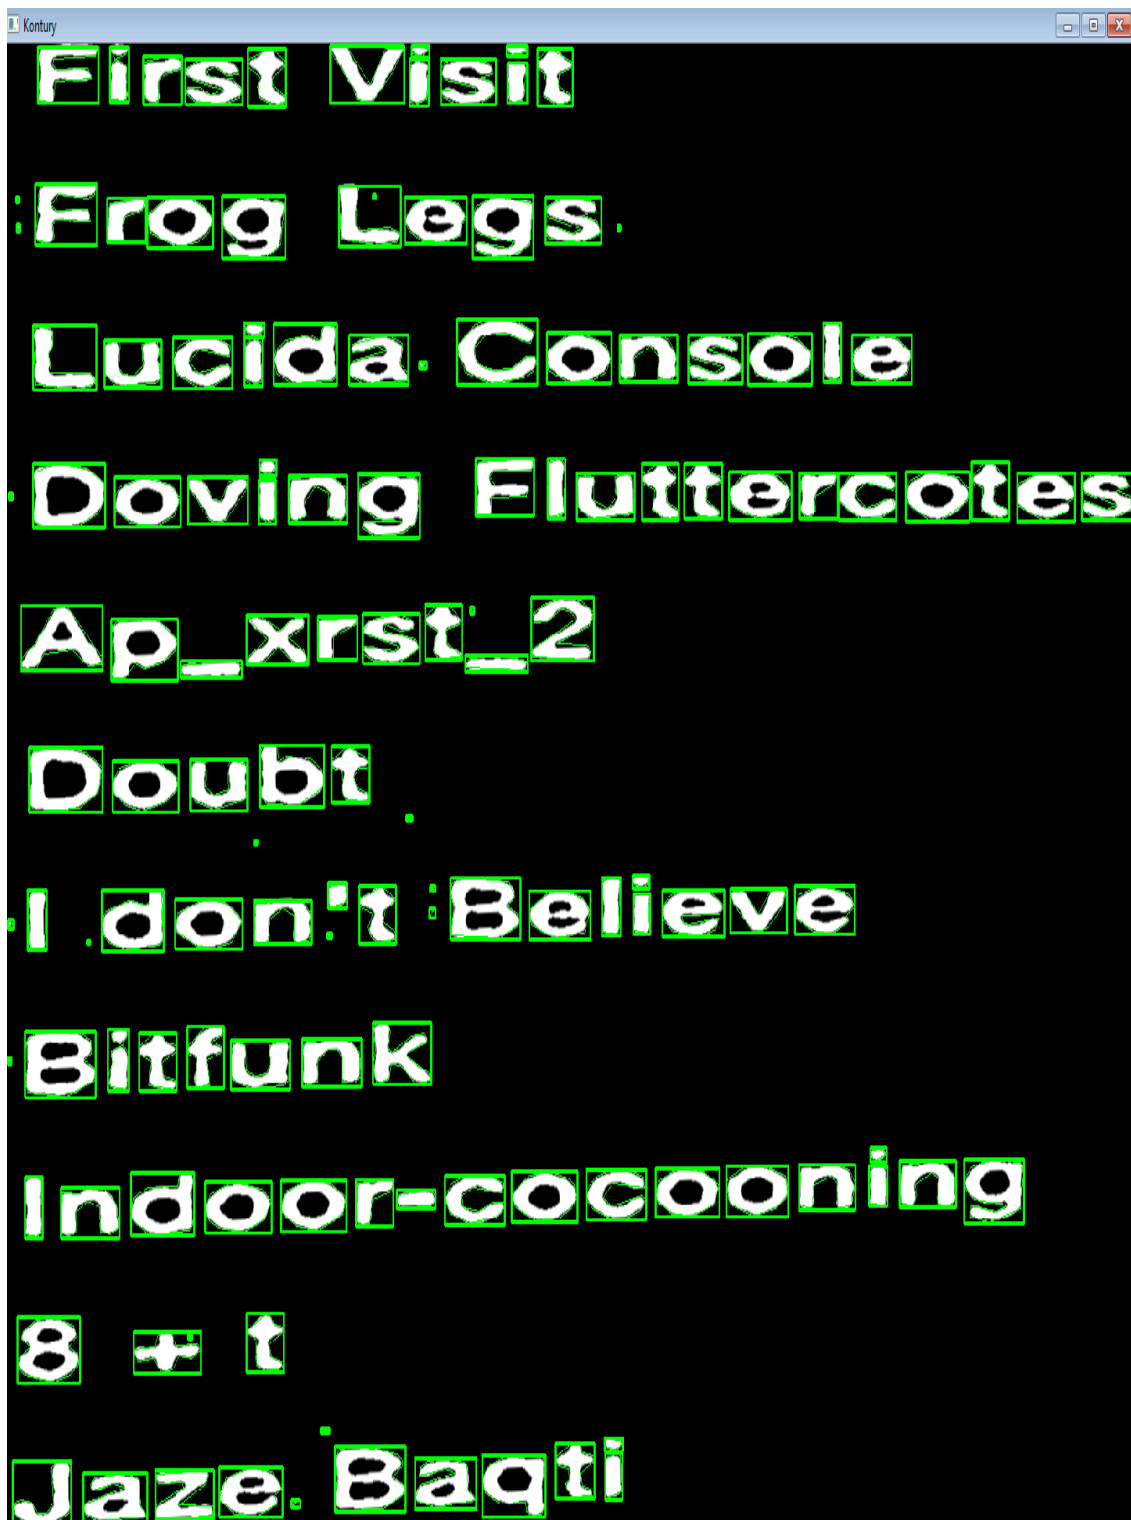 Kontury
First Visit
Frog Legs
Lucida Console
Doving Fluttercotes
Ap_xrst_2
Doubt
I don't Believe
Bitfunk
Indoor-cocooning
8 + t
Jaze Baqti